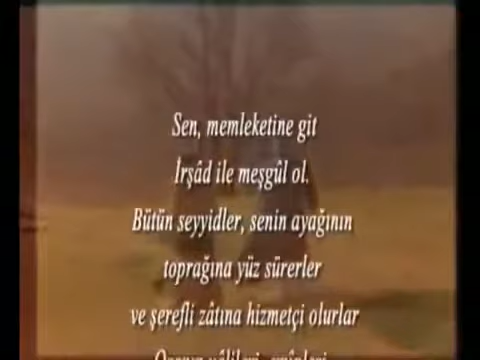 Sen, memleketine git
İrşâd ile meşgûl ol.
Bütün seyyidler, senin ayağının
toprağına yüz sürerler
ve şerefli zâtına hizmetçi olurlar